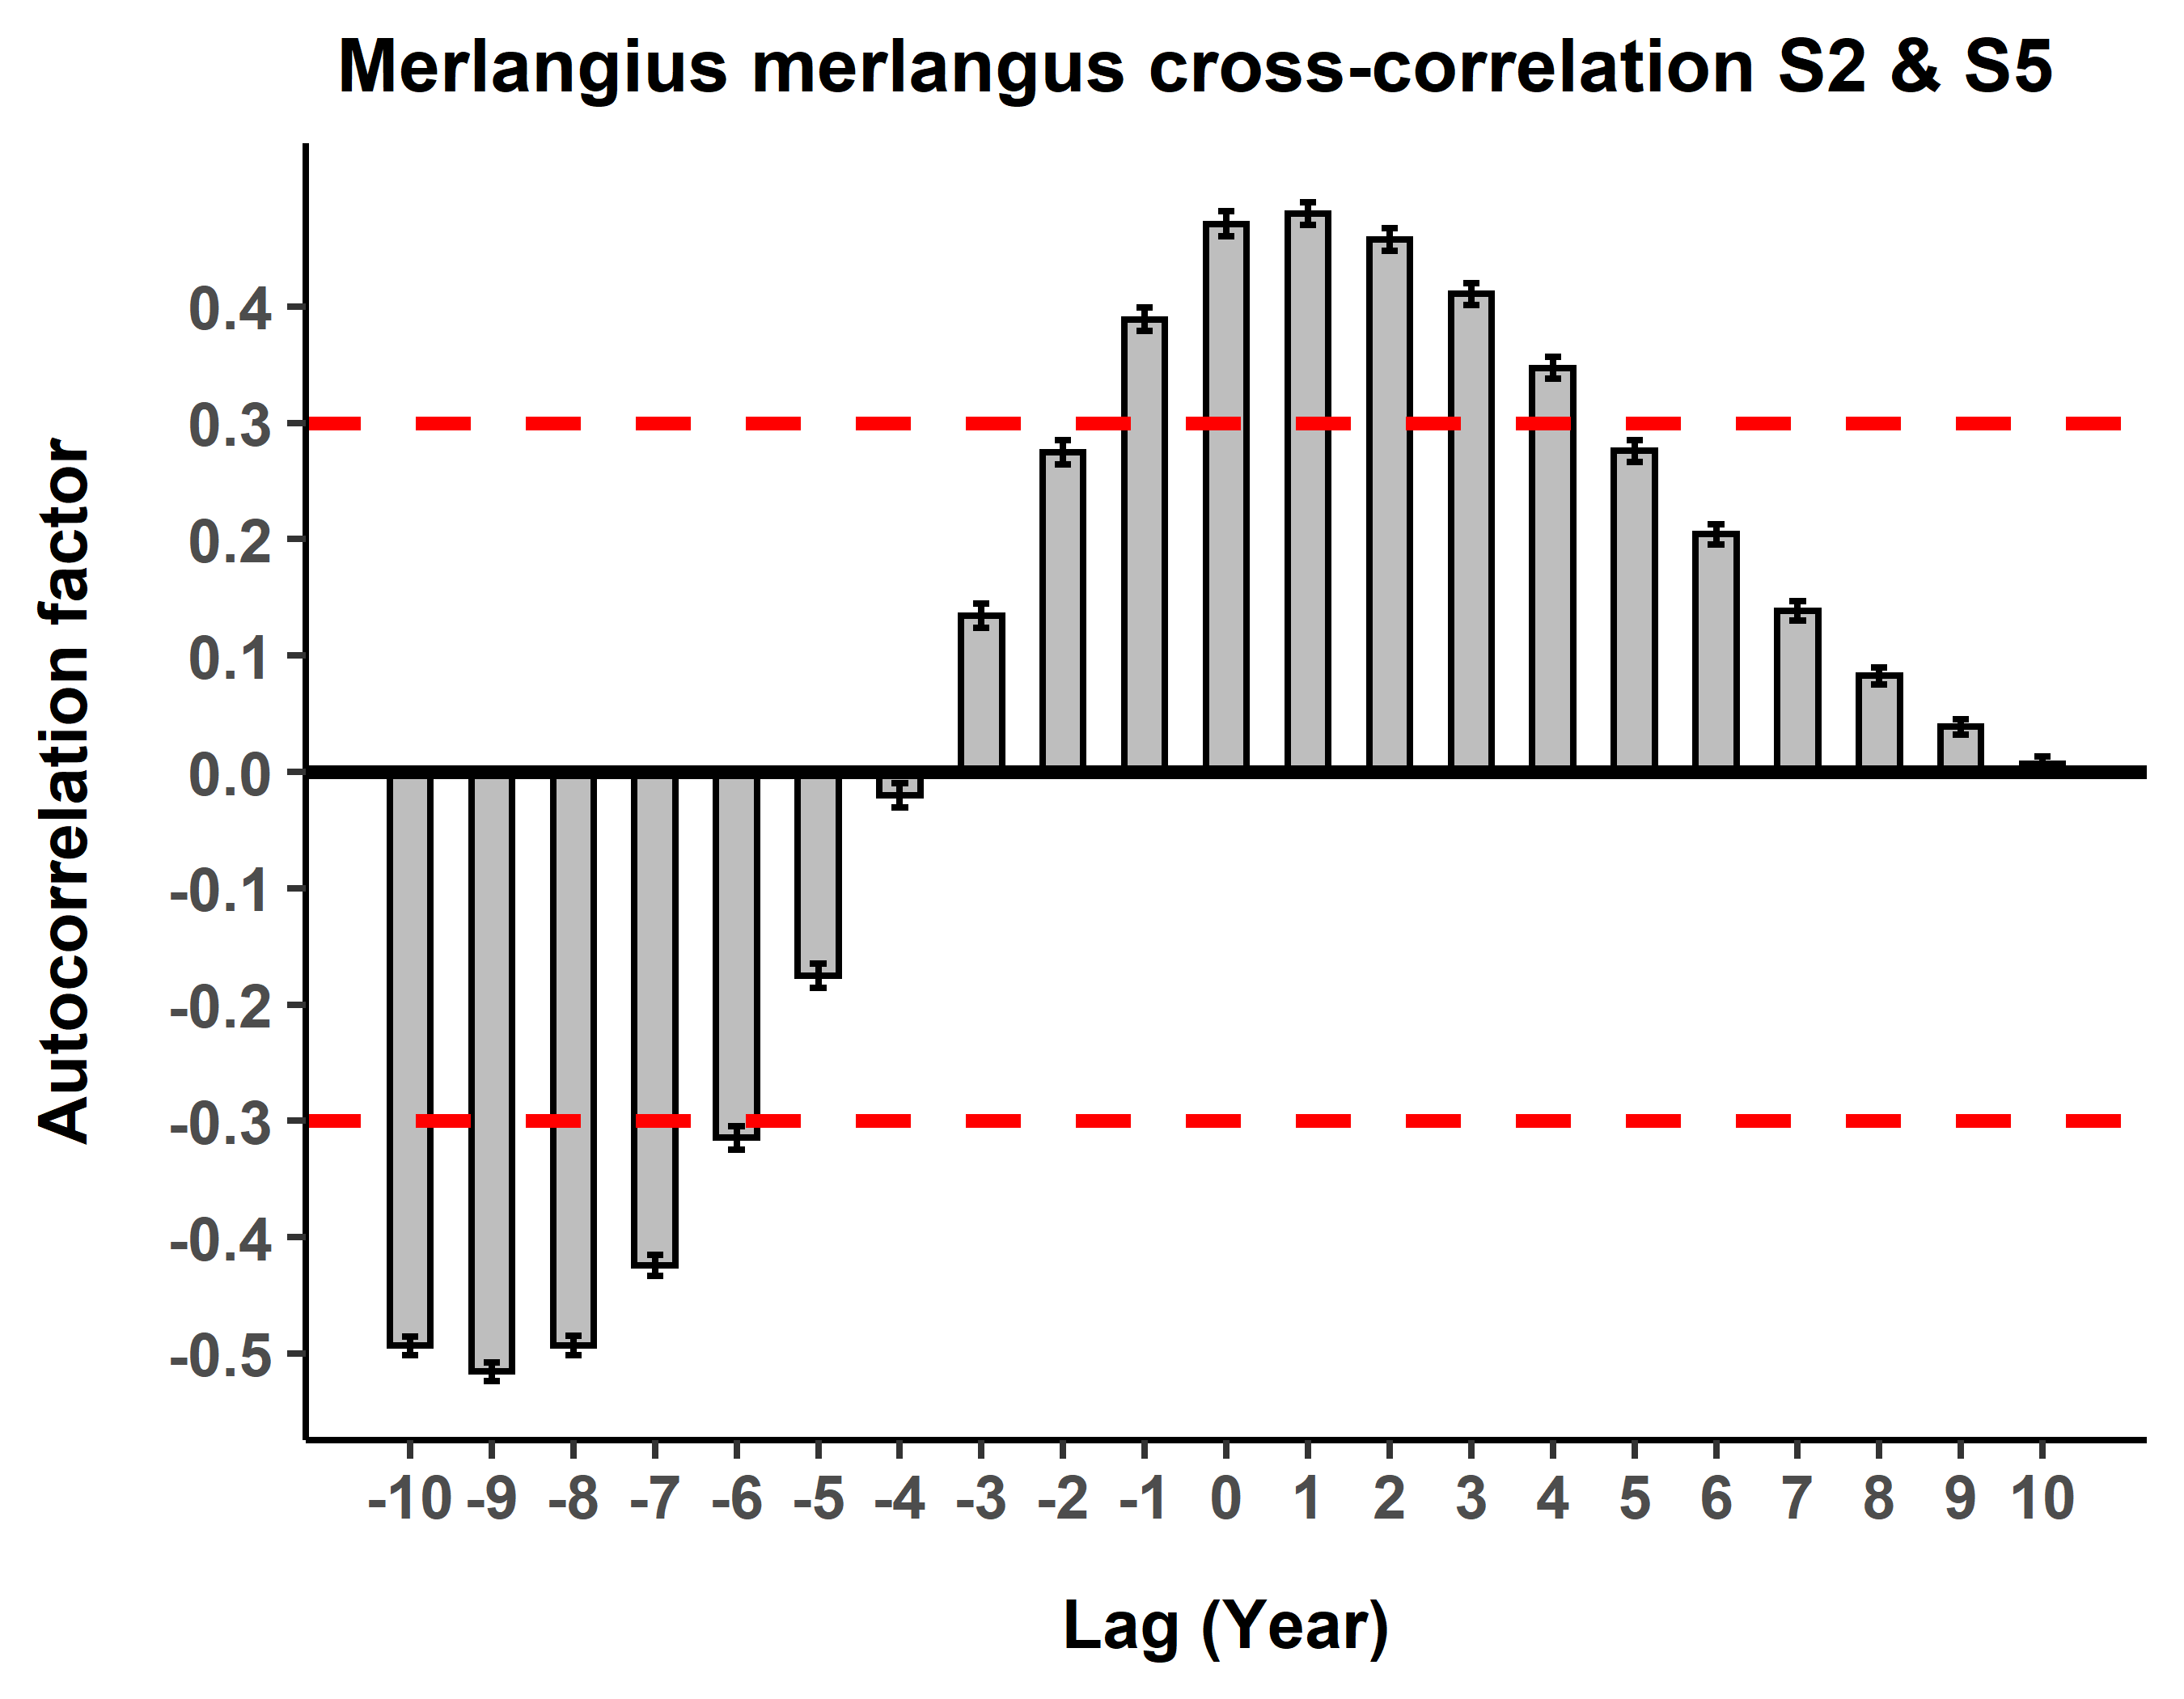 Merlangius merlangus cross-correlation S2 & S5
Autocorrelation factor
0.4
0.3
0.2
0.1
0.0
-0.1
-0.2
-0.3
-0.4
-0.5
-10 -9 -8 -7 -6 -5 -4 -3 -2 -1 0 1 2 3 4 5 6 7 8 9 10
Lag (Year)